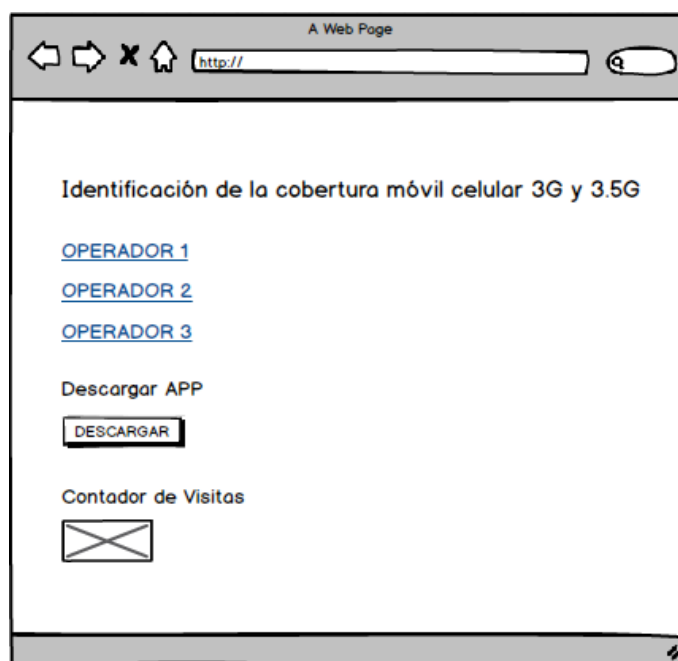 A Web Page
http://
Identificación de la cobertura móvil celular 3G y 3.5G
OPERADOR 1
OPERADOR 2
OPERADOR 3
Descargar APP
DESCARGAR
Contador de Visitas